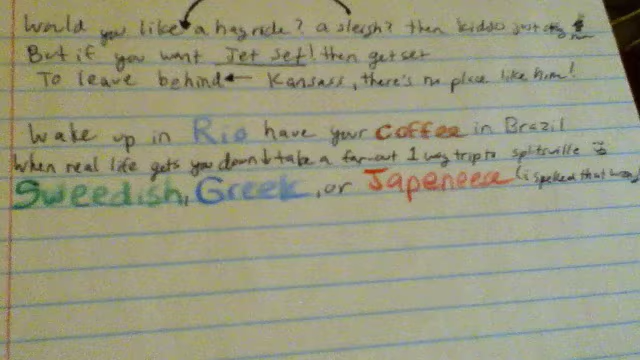 Would you like a hayride? a sleigh? then kiddo just
But if you want Jet set! then get set
To leave behind ← Kansass, there's no place like him!
Wake up in Rio have your coffee in Brazil
When real life gets you down↓ take a far-out 1 way trip to splitsville
Sweedish, Greek, or Japeneese (i spelled that wrong